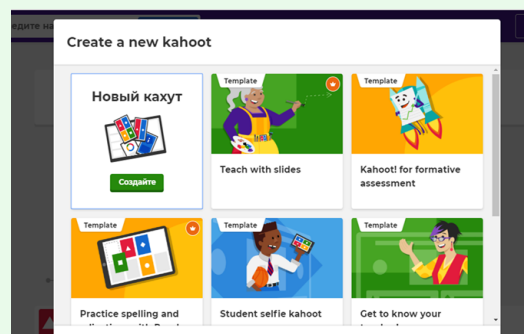 едите на
Create a new kahoot
Новый кахут
Создайте
Template
Teach with slides
Template
Kahoot! for formative
assessment
Template
Practice spelling and
Template
Student selfie kahoot
Template
Get to know your